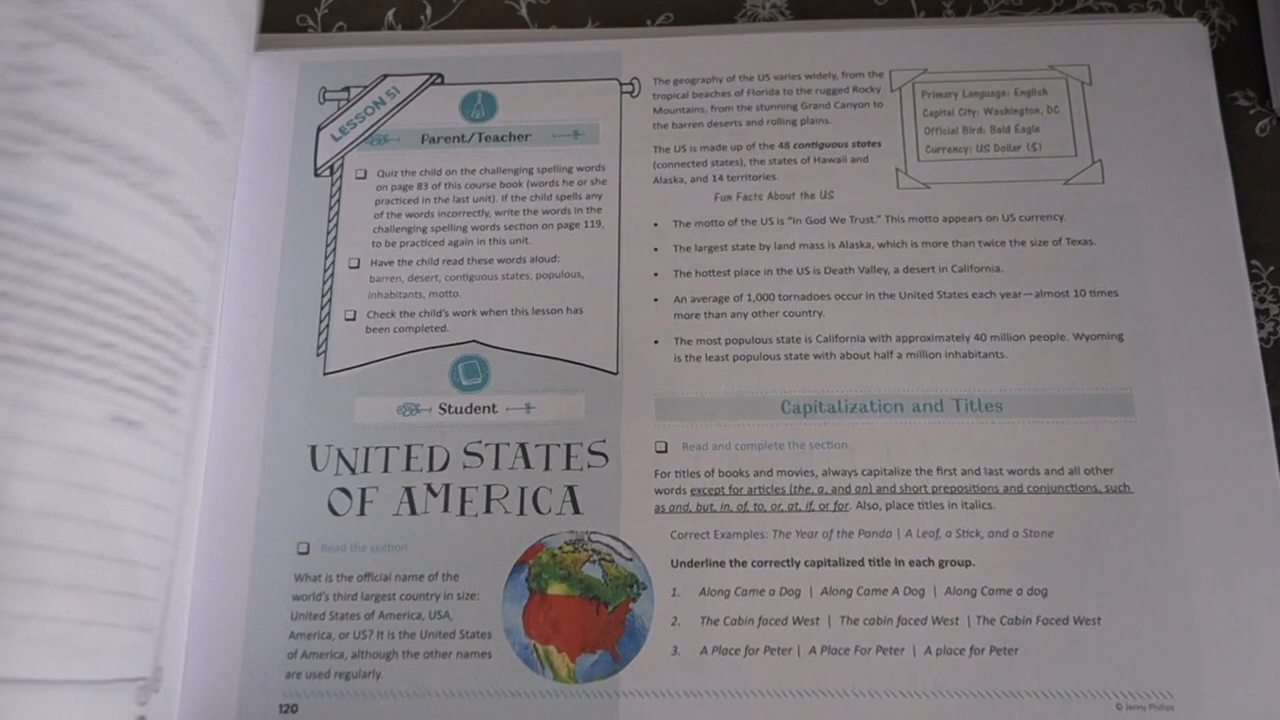 LESSON 51
Parent/Teacher
Quiz the child on the challenging spelling words
on page 83 of this course book (words he or she
practiced in the last unit). If the child spells any
of the words incorrectly, write the words in the
challenging spelling words section on page 119,
to be practiced again in this unit.
Have the child read these words aloud:
barren, desert, contiguous states, populous,
inhabitants, motto.
Check the child's work when this lesson has
been completed.
Student
UNITED STATES
OF AMERICA
Read the section.
What is the official name of the
world's third largest country in size:
United States of America, USA,
America, or US? It is the United States
of America, although the other names
are used regularly.
120
The geography of the US varies widely, from the
tropical beaches of Florida to the rugged Rocky
Mountains, from the stunning Grand Canyon to
the barren deserts and rolling plains.
The US is made up of the 48 contiguous states
(connected states), the states of Hawaii and
Alaska, and 14 territories.
Primary Language: English
Capital City: Washington, DC
Official Bird: Bald Eagle
Currency: US Dollar ($)
Fun Facts About the US
• The motto of the US is "In God We Trust." This motto appears on US currency.
• The largest state by land mass is Alaska, which is more than twice the size of Texas.
• The hottest place in the US is Death Valley, a desert in California.
• An average of 1,000 tornadoes occur in the United States each year—almost 10 times
more than any other country.
• The most populous state is California with approximately 40 million people. Wyoming
is the least populous state with about half a million inhabitants.
Capitalization and Titles
Read and complete the section.
For titles of books and movies, always capitalize the first and last words and all other
words except for articles (the, a, and an) and short prepositions and conjunctions, such
as and, but, in, of, to, or, at, if, or for. Also, place titles in italics.
Correct Examples: The Year of the Panda | A Leaf, a Stick, and a Stone
Underline the correctly capitalized title in each group.
1. Along Came a Dog | Along Came A Dog | Along Came a dog
2. The Cabin faced West | The cabin faced West | The Cabin Faced West
3. A Place for Peter | A Place For Peter | A place for Peter
© Jenny Phillips